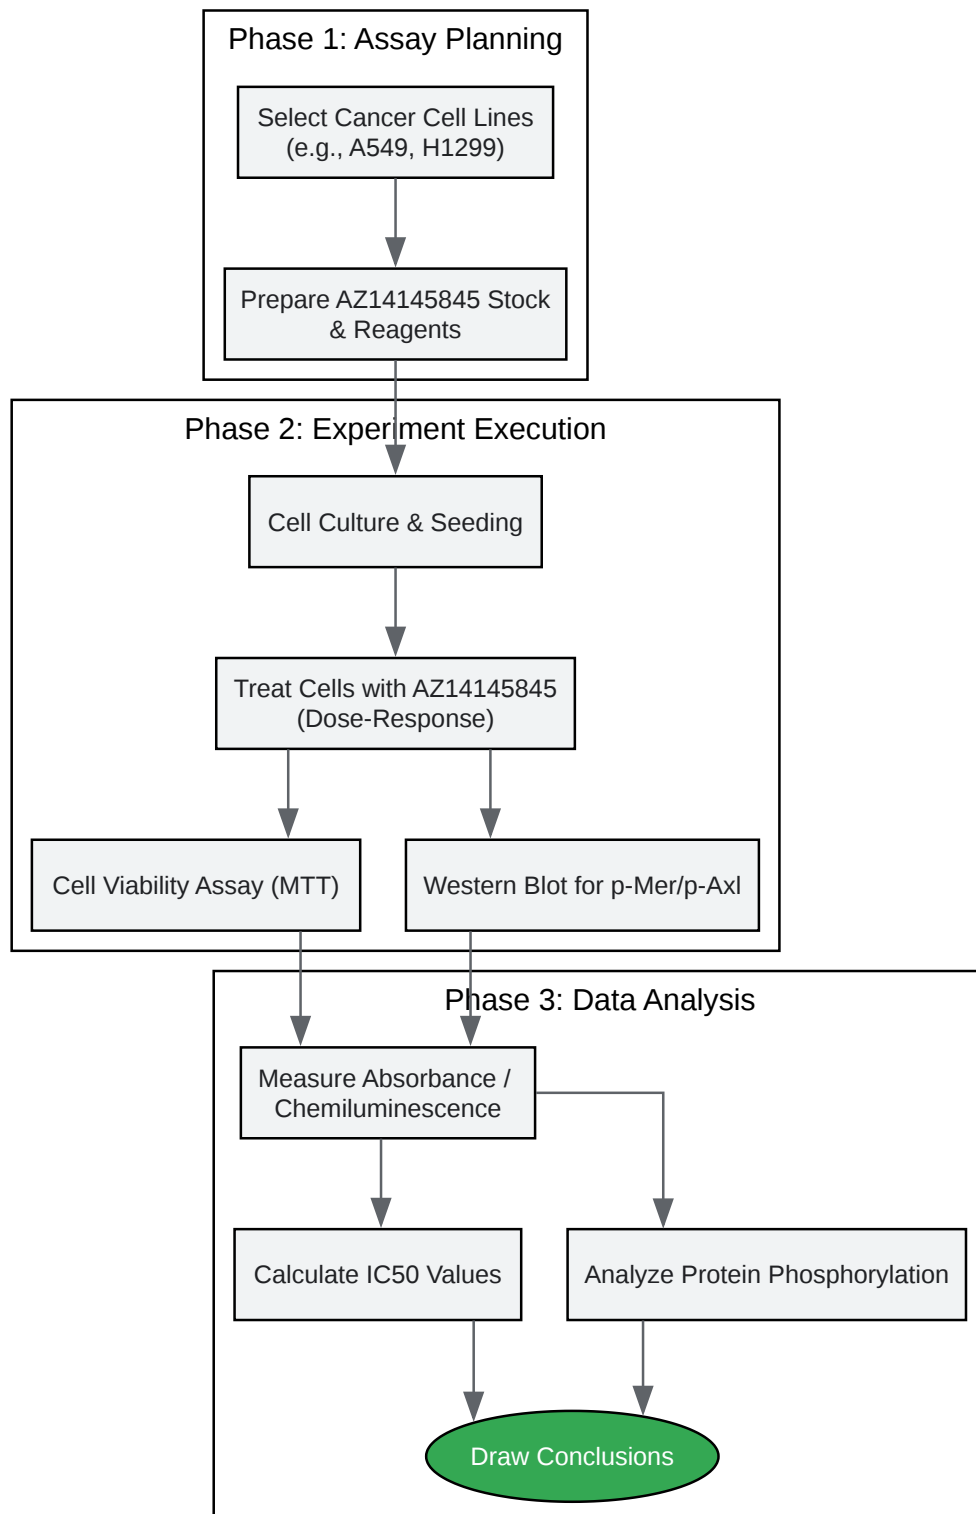 Phase 1: Assay Planning
Select Cancer Cell Lines
(e.g., A549, H1299)
Prepare AZ14145845 Stock
& Reagents
Phase 2: Experiment Execution
Cell Culture & Seeding
Treat Cells with AZ14145845
(Dose-Response)
Cell Viability Assay (MTT)
Western Blot for p-Mer/p-Axl
Phase 3: Data Analysis
Measure Absorbance /
Chemiluminescence
Calculate IC50 Values
Analyze Protein Phosphorylation
Draw Conclusions